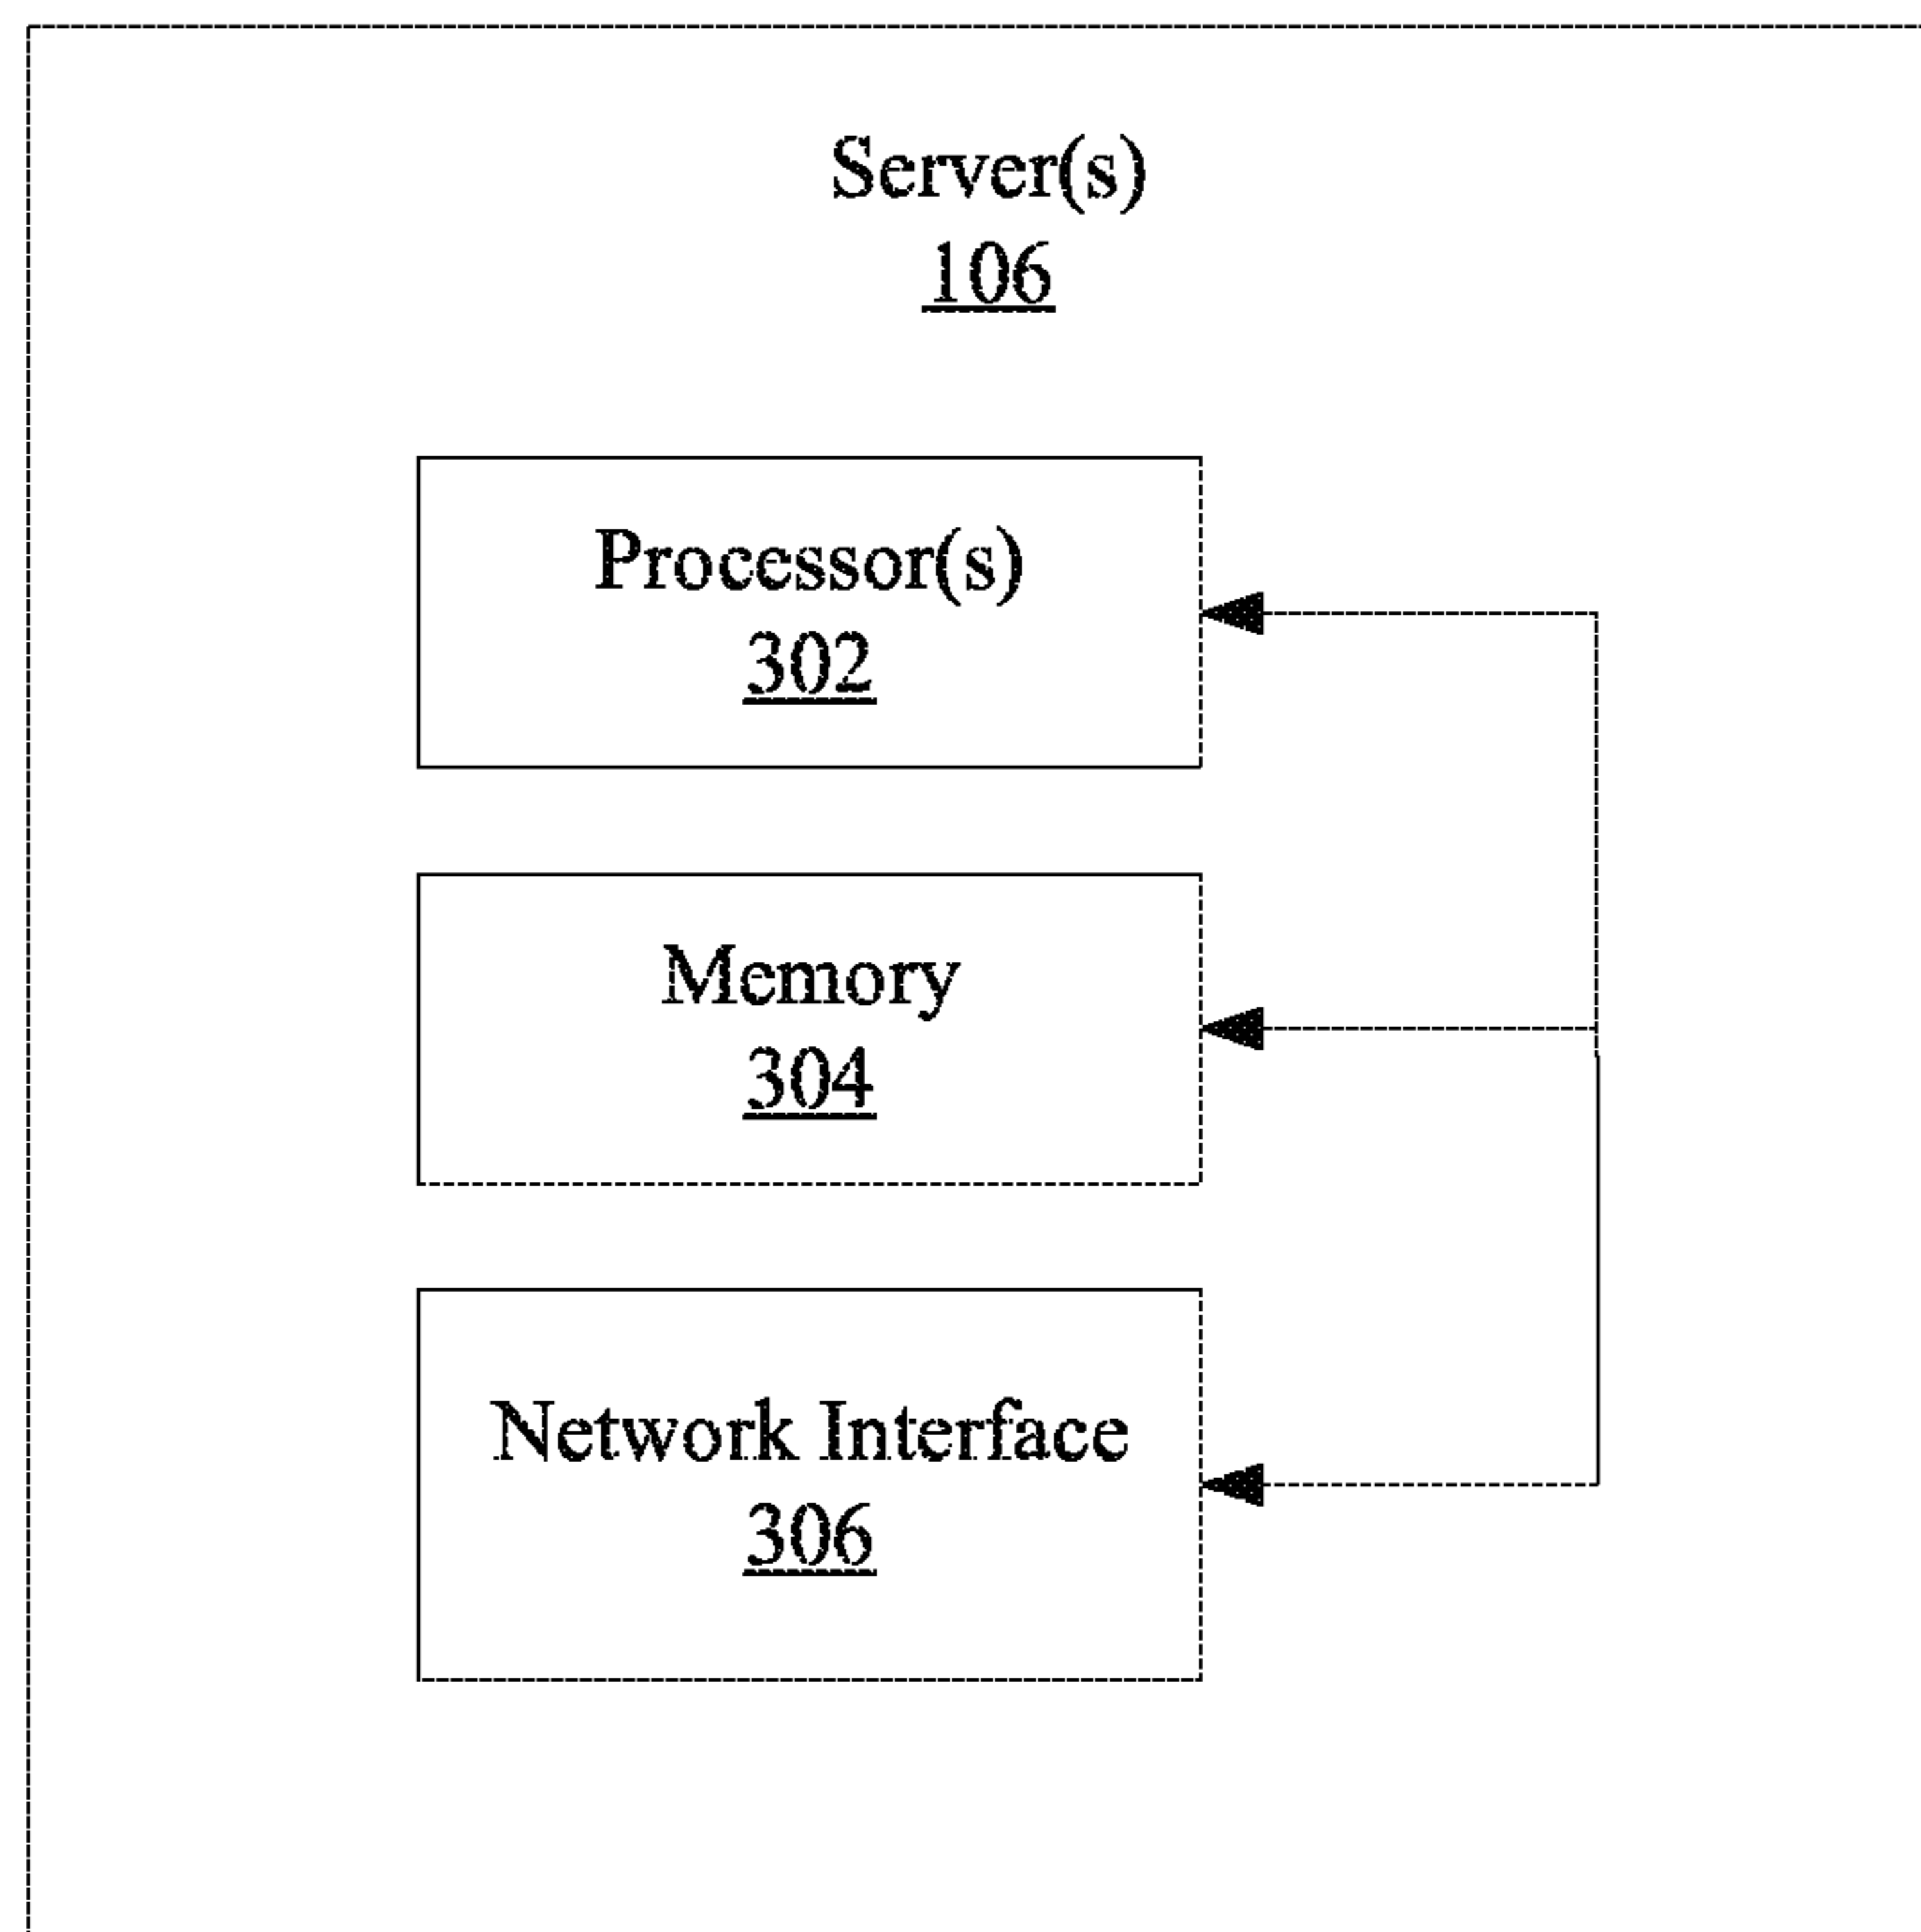 Server(s)
106
Processor(s)
302
Memory
304
Network Interface
306